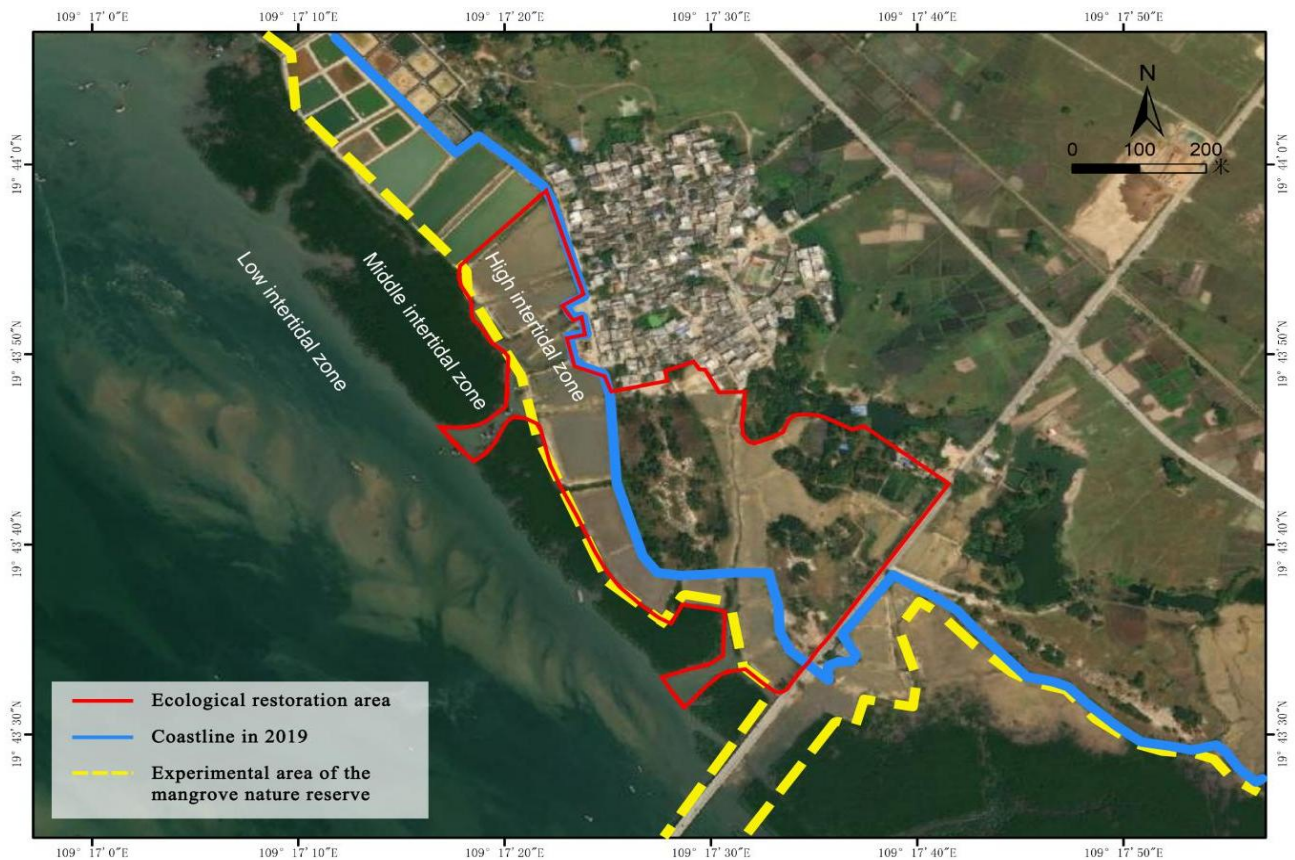 109° 17′ 0″E 109° 17′ 10″E 109° 17′ 20″E 109° 17′ 30″E 109° 17′ 40″E 109° 17′ 50″E
N
0 100 200
米
19° 44′ 0″N
19° 44′ 0″N
Low intertidal zone
Middle intertidal zone
High intertidal zone
19° 43′ 50″N
19° 43′ 50″N
19° 43′ 40″N
19° 43′ 40″N
19° 43′ 30″N
19° 43′ 30″N
Ecological restoration area
Coastline in 2019
Experimental area of the
mangrove nature reserve
109° 17′ 0″E 109° 17′ 10″E 109° 17′ 20″E 109° 17′ 30″E 109° 17′ 40″E 109° 17′ 50″E